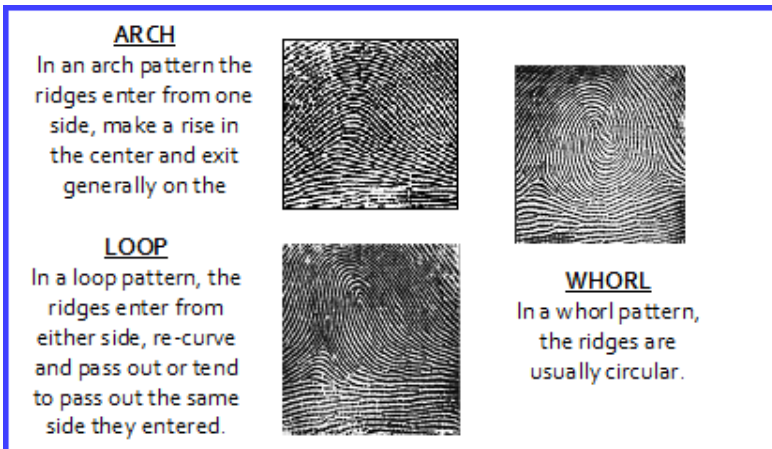 ARCH
In an arch pattern the
ridges enter from one
side, make a rise in
the center and exit
generally on the
LOOP
In a loop pattern, the
ridges enter from
either side, re-curve
and pass out or tend
to pass out the same
side they entered.
WHORL
In a whorl pattern,
the ridges are
usually circular.